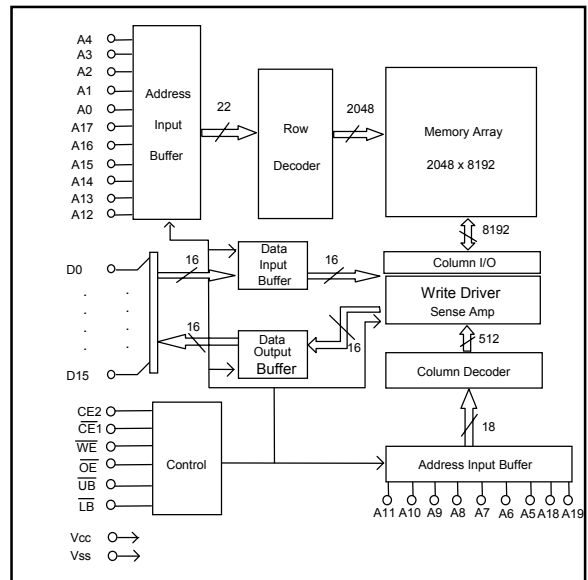 A4
A3
A2
A1
A0
A17
A16
A15
A14
A13
A12
Address
Input
Buffer
22
Row
Decoder
2048
Memory Array
2048 x 8192
8192
D0
. .
. .
. .
. .
D15
16
Data
Input
Buffer
16
Column I/O
Write Driver
Sense Amp
16
Data
Output
Buffer
16
512
Column Decoder
18
Address Input Buffer
A11 A10 A9 A8 A7 A6 A5 A18 A19
CE2
CE1
WE
OE
UB
LB
Control
Vcc
Vss